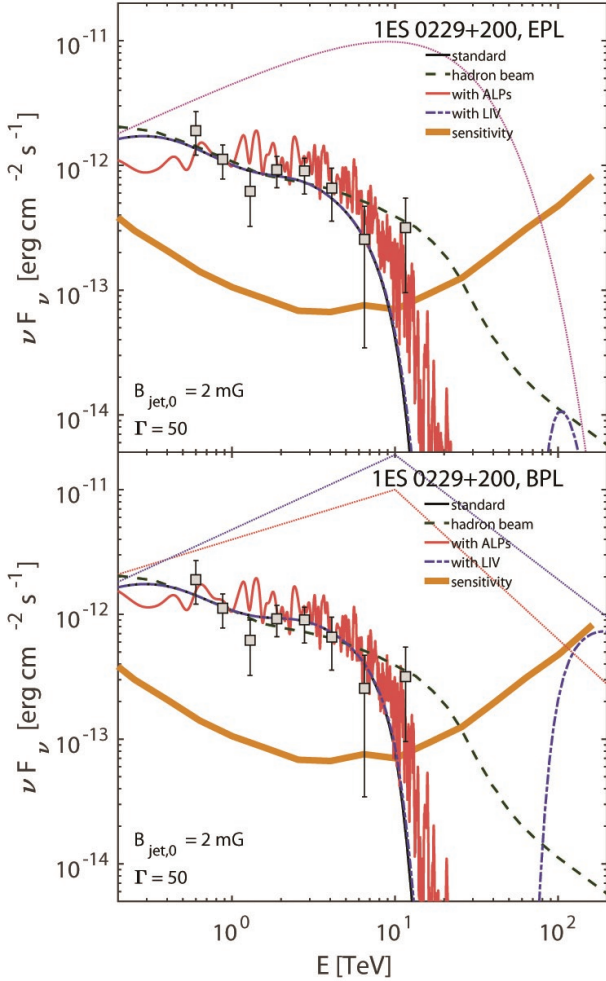 1ES 0229+200, EPL
standard
hadron beam
with ALPs
with LIV
sensitivity
10^-11
10^-12
10^-13
10^-14
ν F_ν [erg cm^-2 s^-1]
B_jet,0 = 2 mG
Γ = 50
1ES 0229+200, BPL
standard
hadron beam
with ALPs
with LIV
sensitivity
10^-11
10^-12
10^-13
10^-14
ν F_ν [erg cm^-2 s^-1]
B_jet,0 = 2 mG
Γ = 50
10^0
10^1
10^2
E [TeV]